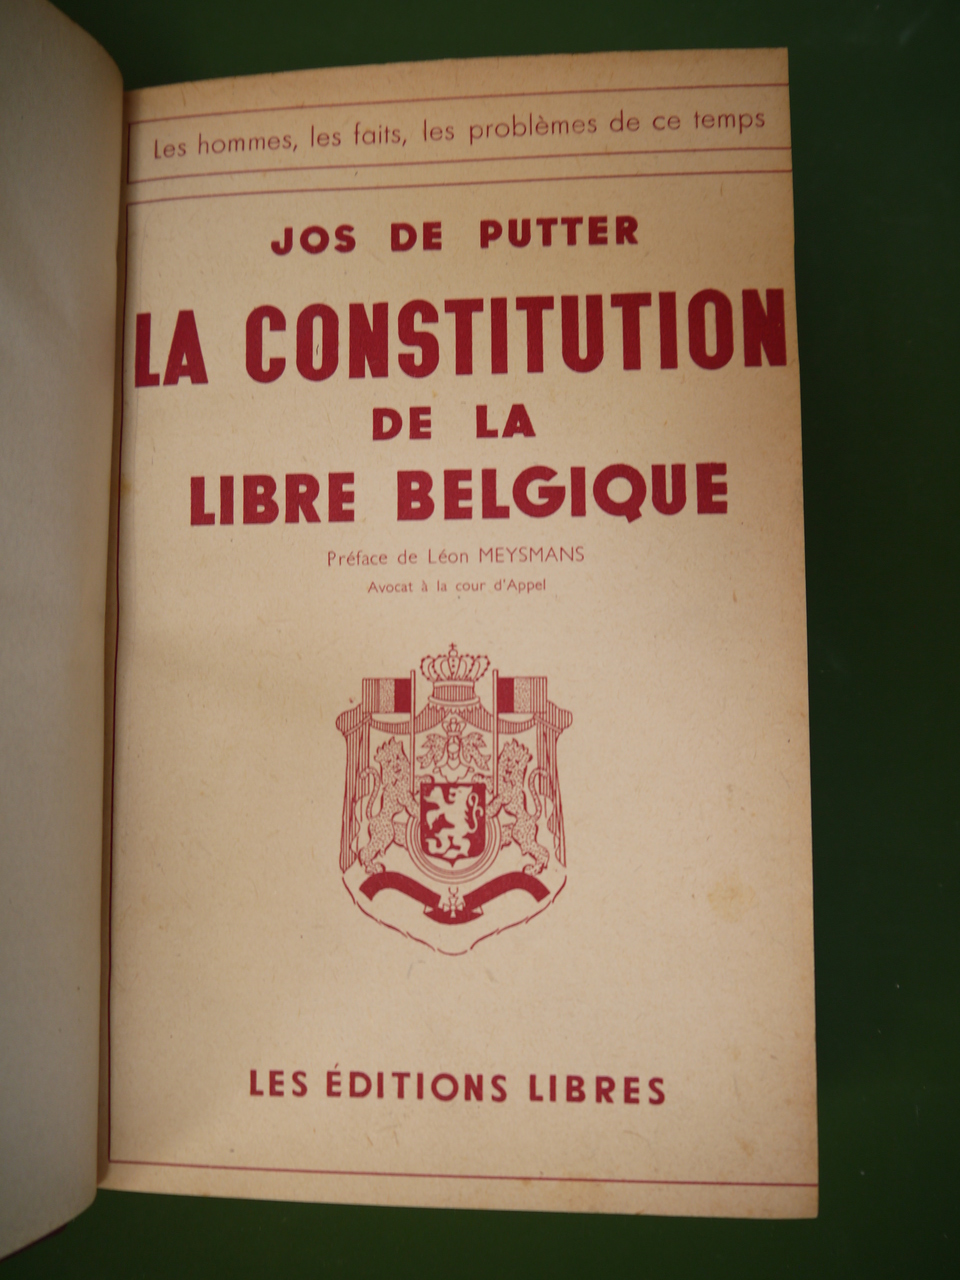 Les hommes, les faits, les problèmes de ce temps
JOS DE PUTTER
LA CONSTITUTION
DE LA
LIBRE BELGIQUE
Préface de Léon MEYSMANS
Avocat à la cour d'Appel
LES ÉDITIONS LIBRES